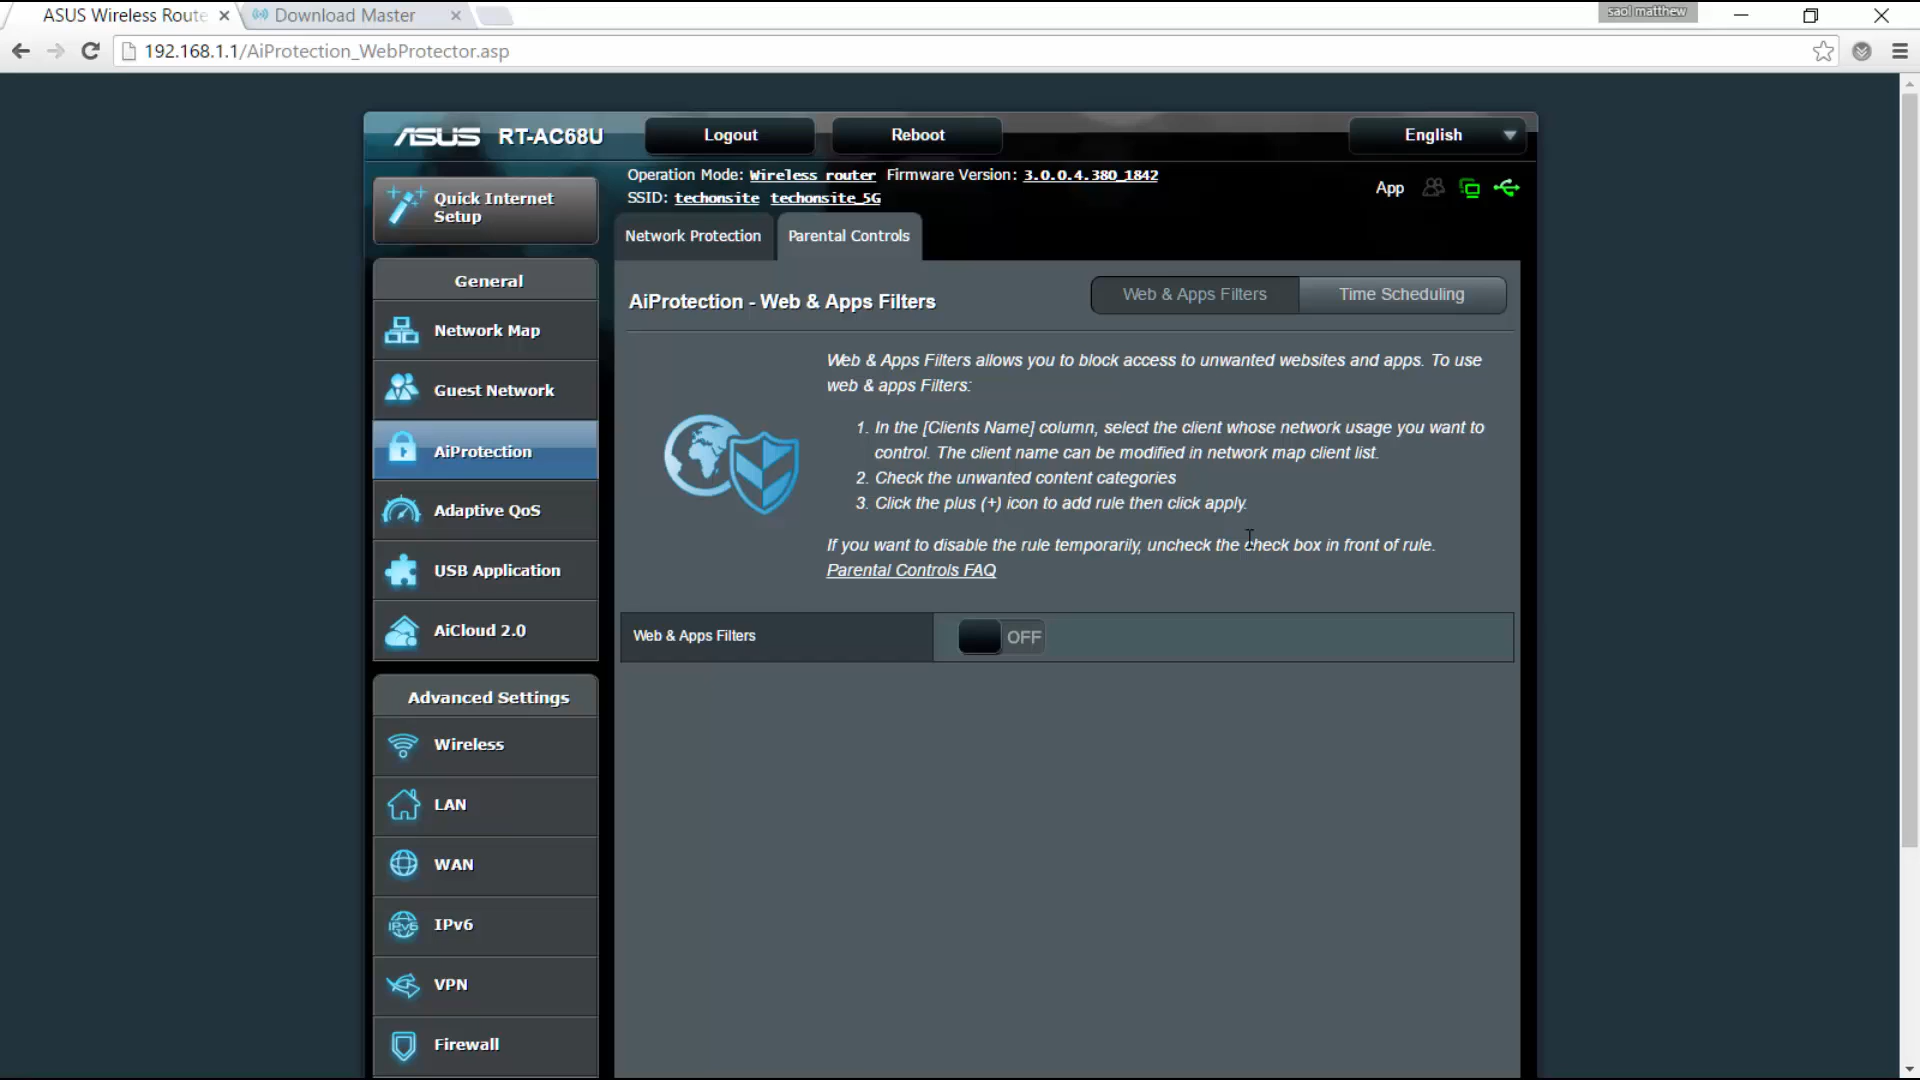 ASUS Wireless Route
Download Master
saol matthew
192.168.1.1/AiProtection_WebProtector.asp
ASUS RT-AC68U
Logout
Reboot
English
Operation Mode: Wireless router Firmware Version: 3.0.0.4.380_1842
SSID: techonsite techonsite_5G
App
Quick Internet
Setup
General
Network Map
Guest Network
AiProtection
Adaptive QoS
USB Application
AiCloud 2.0
Advanced Settings
Wireless
LAN
WAN
IPv6
IPv6
VPN
Firewall
Network Protection
Parental Controls
AiProtection - Web & Apps Filters
Web & Apps Filters
Time Scheduling
Web & Apps Filters allows you to block access to unwanted websites and apps. To use
web & apps Filters:
1. In the [Clients Name] column, select the client whose network usage you want to
control. The client name can be modified in network map client list.
2. Check the unwanted content categories
3. Click the plus (+) icon to add rule then click apply.
If you want to disable the rule temporarily, uncheck the check box in front of rule.
Parental Controls FAQ
Web & Apps Filters
OFF